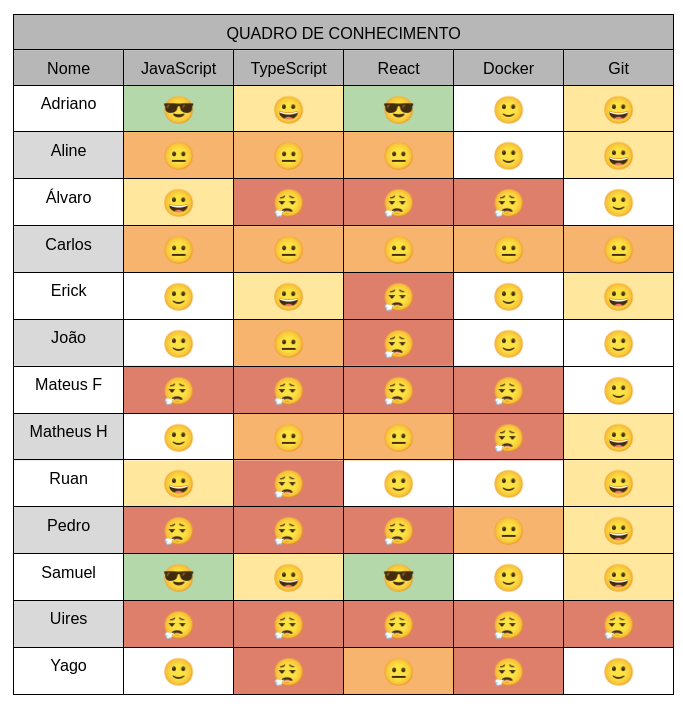 QUADRO DE CONHECIMENTO
Nome JavaScript TypeScript React Docker Git
Adriano 😎 😀 😎 🙂 😀
Aline 😐 😐 😐 🙂 😀
Álvaro 😀 😮‍💨 😮‍💨 😮‍💨 🙂
Carlos 😐 😐 😐 😐 😐
Erick 🙂 😀 😮‍💨 🙂 😀
João 🙂 😐 😮‍💨 🙂 🙂
Mateus F 😮‍💨 😮‍💨 😮‍💨 😮‍💨 🙂
Matheus H 🙂 😐 😐 😮‍💨 😀
Ruan 😀 😮‍💨 🙂 🙂 😀
Pedro 😮‍💨 😮‍💨 😮‍💨 😐 😀
Samuel 😎 😀 😎 🙂 😀
Uires 😮‍💨 😮‍💨 😮‍💨 😮‍💨 😮‍💨
Yago 🙂 😮‍💨 😐 😮‍💨 🙂